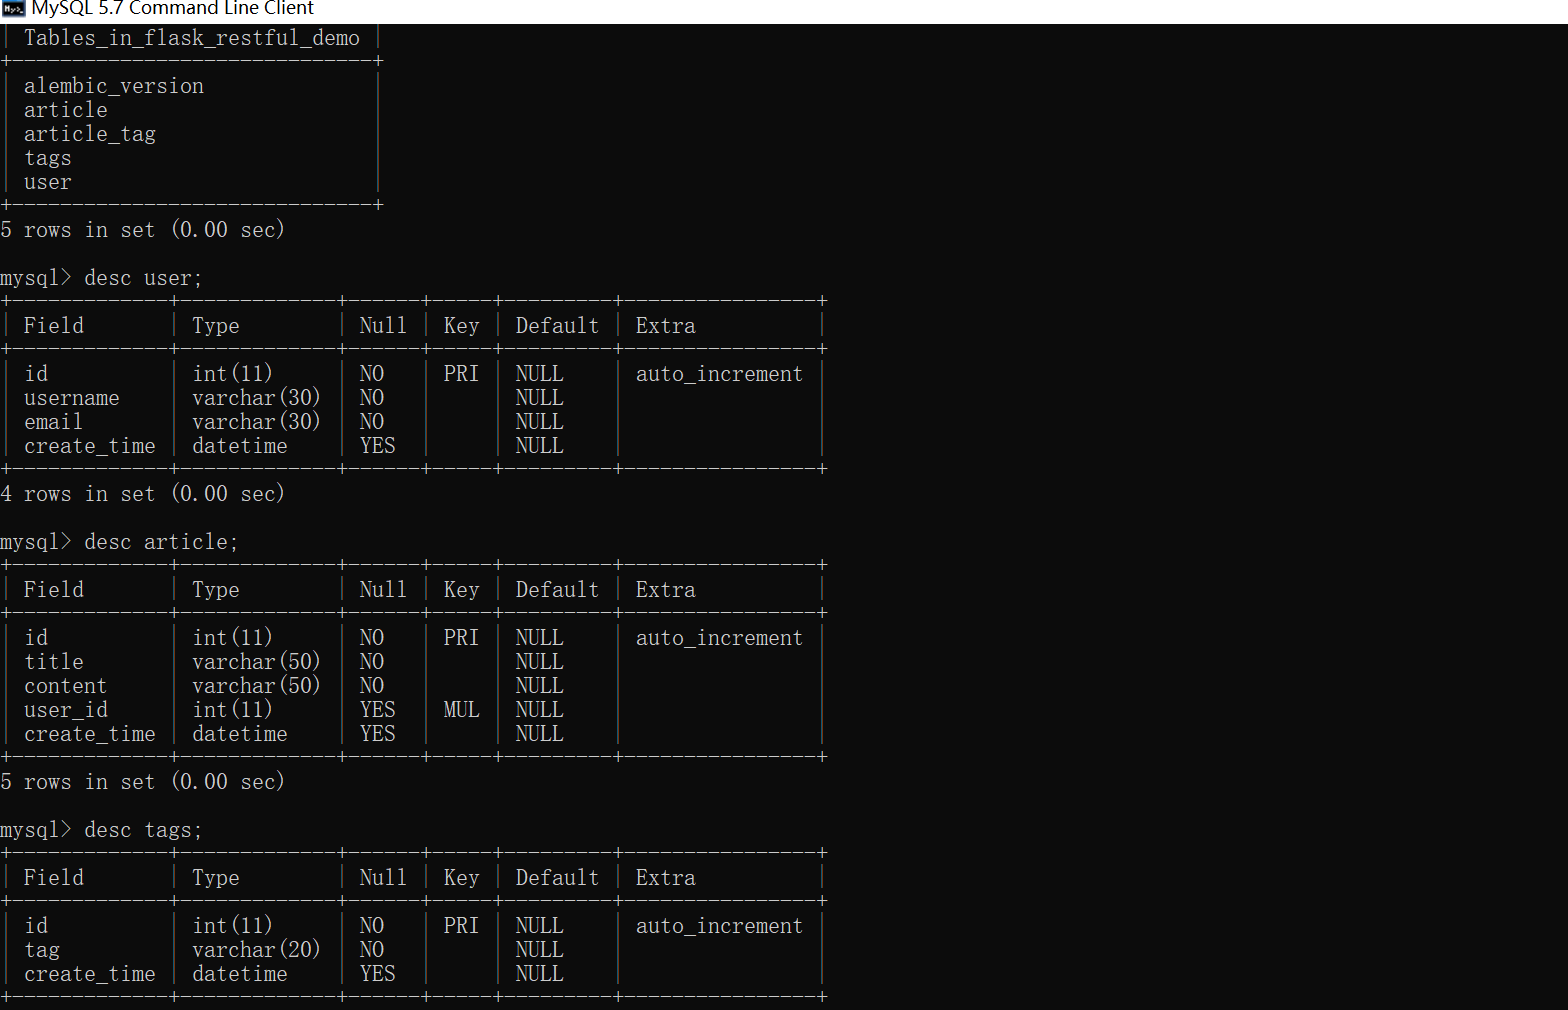 MySQL 5.7 Command Line Client
| Tables_in_flask_restful_demo |
+------------------------------+
| alembic_version              |
| article                      |
| article_tag                  |
| tags                         |
| user                         |
+------------------------------+
5 rows in set (0.00 sec)
mysql> desc user;
+-------------+-------------+------+-----+---------+----------------+
| Field       | Type        | Null | Key | Default | Extra          |
+-------------+-------------+------+-----+---------+----------------+
| id          | int(11)     | NO   | PRI | NULL    | auto_increment |
| username    | varchar(30) | NO   |     | NULL    |                |
| email       | varchar(30) | NO   |     | NULL    |                |
| create_time | datetime    | YES  |     | NULL    |                |
+-------------+-------------+------+-----+---------+----------------+
4 rows in set (0.00 sec)
mysql> desc article;
+-------------+-------------+------+-----+---------+----------------+
| Field       | Type        | Null | Key | Default | Extra          |
+-------------+-------------+------+-----+---------+----------------+
| id          | int(11)     | NO   | PRI | NULL    | auto_increment |
| title       | varchar(50) | NO   |     | NULL    |                |
| content     | varchar(50) | NO   |     | NULL    |                |
| user_id     | int(11)     | YES  | MUL | NULL    |                |
| create_time | datetime    | YES  |     | NULL    |                |
+-------------+-------------+------+-----+---------+----------------+
5 rows in set (0.00 sec)
mysql> desc tags;
+-------------+-------------+------+-----+---------+----------------+
| Field       | Type        | Null | Key | Default | Extra          |
+-------------+-------------+------+-----+---------+----------------+
| id          | int(11)     | NO   | PRI | NULL    | auto_increment |
| tag         | varchar(20) | NO   |     | NULL    |                |
| create_time | datetime    | YES  |     | NULL    |                |
+-------------+-------------+------+-----+---------+----------------+